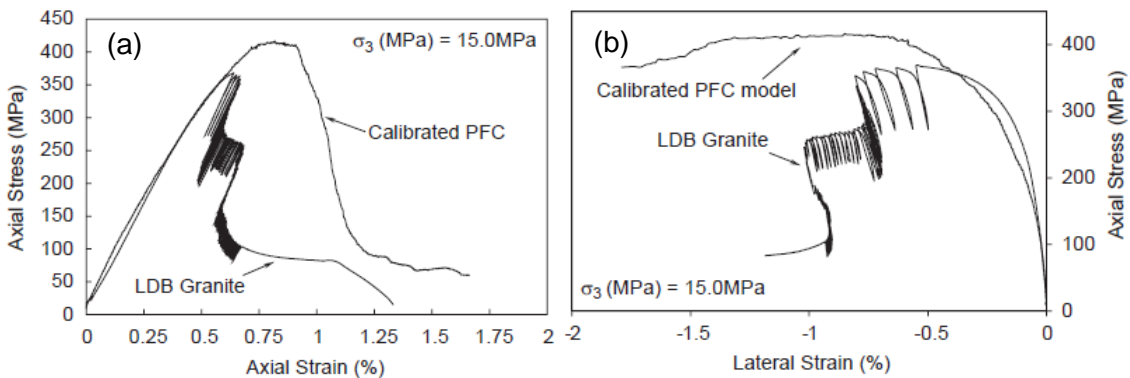 (a)
σ3 (MPa) = 15.0MPa
Calibrated PFC
LDB Granite
Axial Stress (MPa)
450
400
350
300
250
200
150
100
50
0
0 0.25 0.5 0.75 1 1.25 1.5 1.75 2
Axial Strain (%)
(b)
Calibrated PFC model
LDB Granite
σ3 (MPa) = 15.0MPa
400
300
200
100
0
Axial Stress (MPa)
-2 -1.5 -1 -0.5 0
Lateral Strain (%)